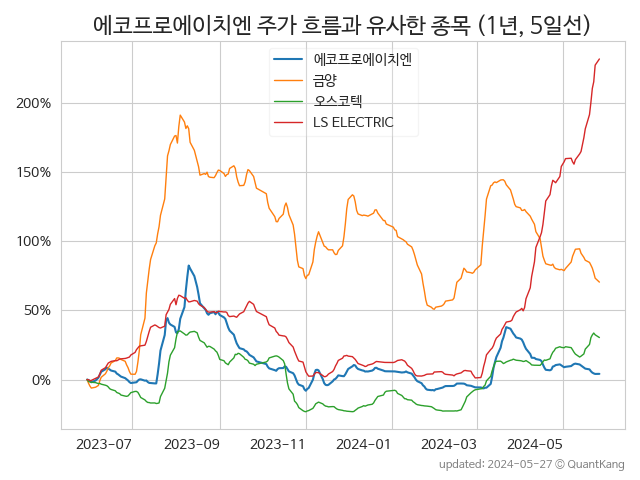 에코프로에이치엔 주가 흐름과 유사한 종목 (1년, 5일선)
에코프로에이치엔
금양
오스코텍
LS ELECTRIC
200%
150%
100%
50%
0%
2023-07
2023-09
2023-11
2024-01
2024-03
2024-05
updated: 2024-05-27 © QuantKang